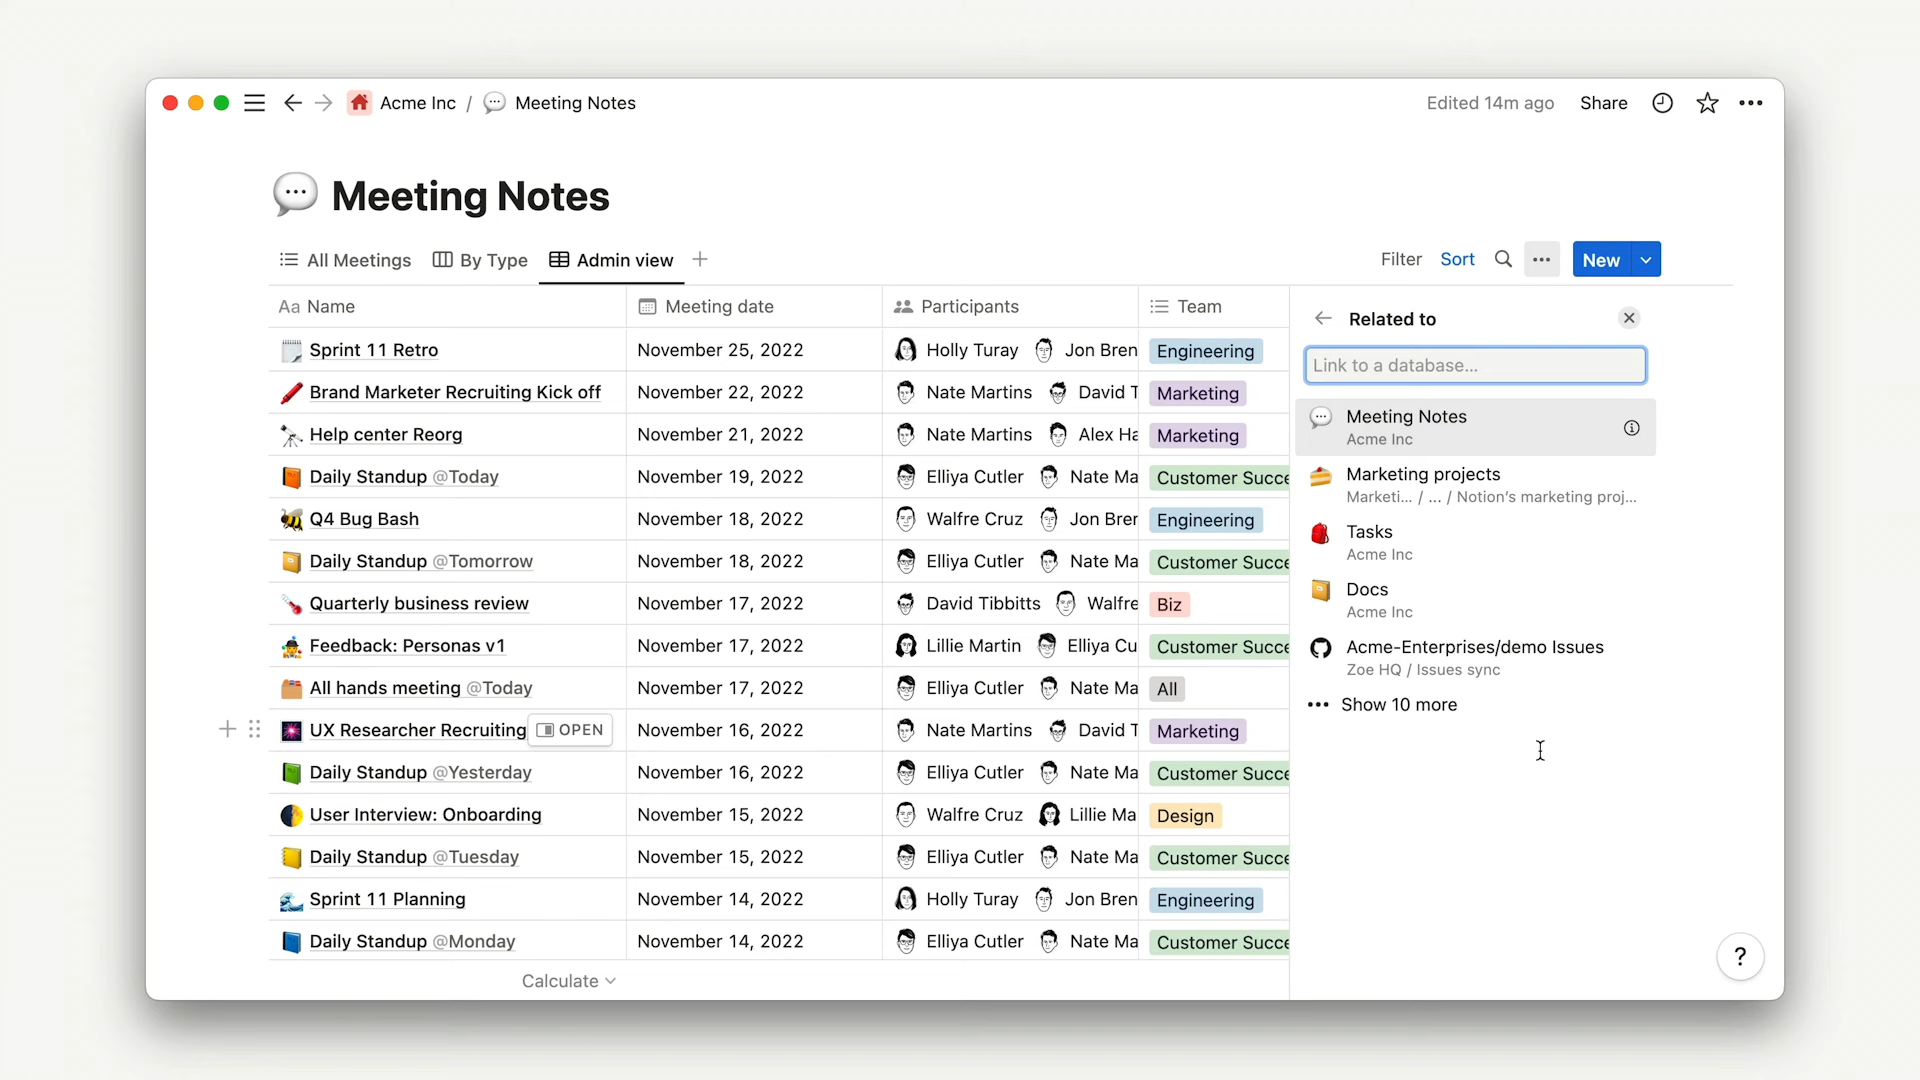 Acme Inc / Meeting Notes
Edited 14m ago Share
Meeting Notes
All Meetings By Type Admin view
Filter Sort New
Aa Name Meeting date Participants Team
Sprint 11 Retro November 25, 2022 Holly Turay Jon Bren Engineering
Brand Marketer Recruiting Kick off November 22, 2022 Nate Martins David T Marketing
Help center Reorg November 21, 2022 Nate Martins Alex Ha Marketing
Daily Standup @Today November 19, 2022 Elliya Cutler Nate Ma Customer Succe
Q4 Bug Bash November 18, 2022 Walfre Cruz Jon Bren Engineering
Daily Standup @Tomorrow November 18, 2022 Elliya Cutler Nate Ma Customer Succe
Quarterly business review November 17, 2022 David Tibbitts Walfre Biz
Feedback: Personas v1 November 17, 2022 Lillie Martin Elliya Cu Customer Succe
All hands meeting @Today November 17, 2022 Elliya Cutler Nate Ma All
UX Researcher Recruiting OPEN November 16, 2022 Nate Martins David T Marketing
Daily Standup @Yesterday November 16, 2022 Elliya Cutler Nate Ma Customer Succe
User Interview: Onboarding November 15, 2022 Walfre Cruz Lillie Ma Design
Daily Standup @Tuesday November 15, 2022 Elliya Cutler Nate Ma Customer Succe
Sprint 11 Planning November 14, 2022 Holly Turay Jon Bren Engineering
Daily Standup @Monday November 14, 2022 Elliya Cutler Nate Ma Customer Succe
Calculate
Related to
Link to a database...
Meeting Notes
Acme Inc
Marketing projects
Marketi... / ... / Notion's marketing proj...
Tasks
Acme Inc
Docs
Acme Inc
Acme-Enterprises/demo Issues
Zoe HQ / Issues sync
Show 10 more
?